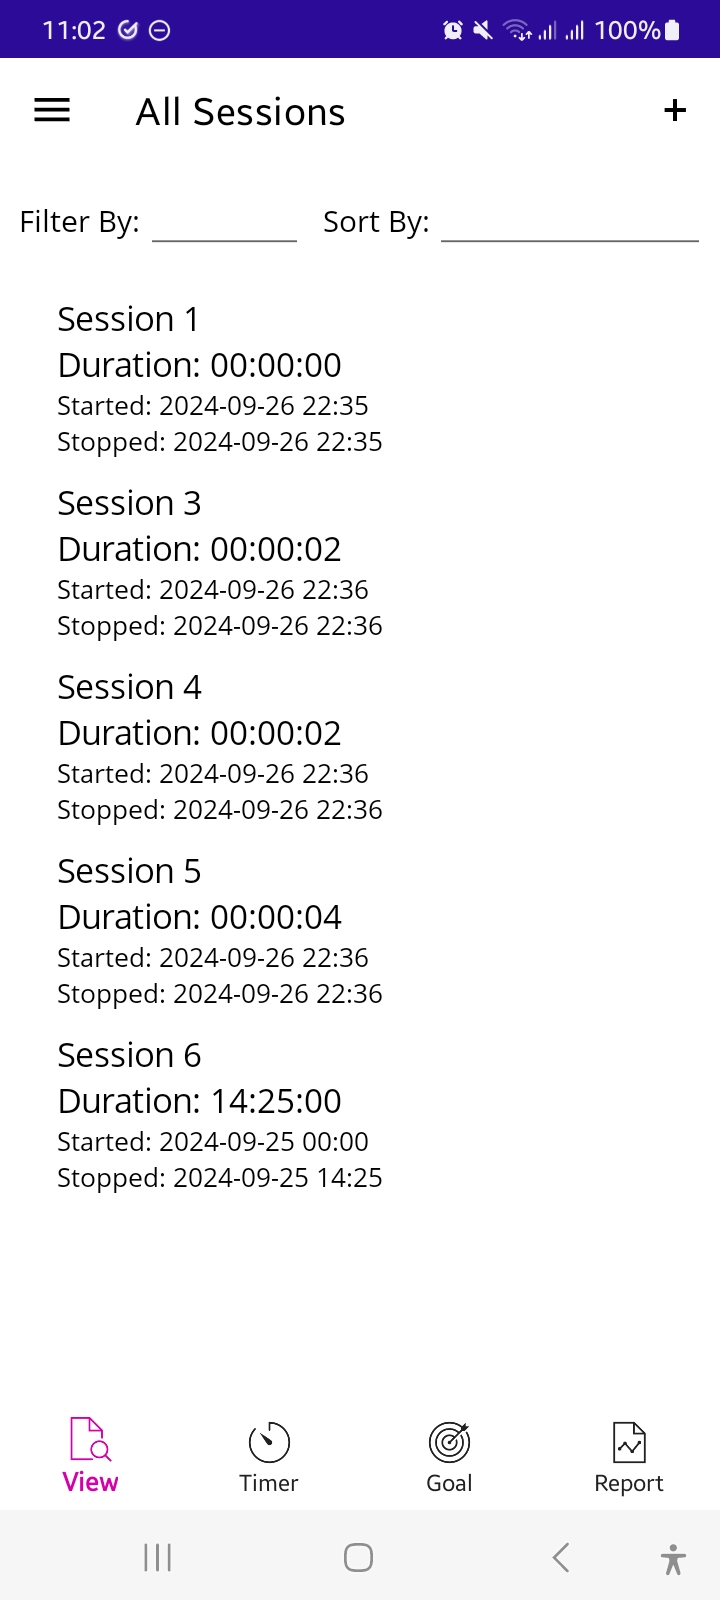 11:02 100%
All Sessions +
Filter By: Sort By:
Session 1
Duration: 00:00:00
Started: 2024-09-26 22:35
Stopped: 2024-09-26 22:35
Session 3
Duration: 00:00:02
Started: 2024-09-26 22:36
Stopped: 2024-09-26 22:36
Session 4
Duration: 00:00:02
Started: 2024-09-26 22:36
Stopped: 2024-09-26 22:36
Session 5
Duration: 00:00:04
Started: 2024-09-26 22:36
Stopped: 2024-09-26 22:36
Session 6
Duration: 14:25:00
Started: 2024-09-25 00:00
Stopped: 2024-09-25 14:25
View Timer Goal Report